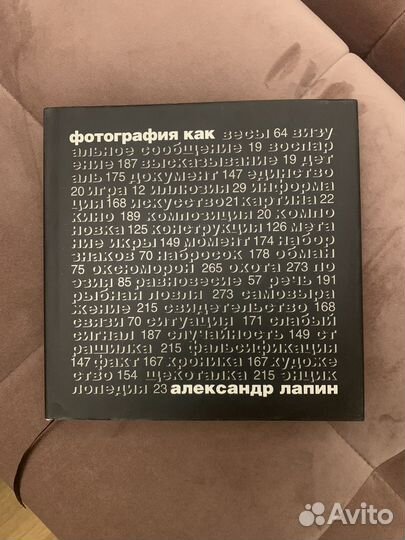 фотография как весы 64 визу
альное сообщение 19 воспар
ение 187 высказывание 19 дет
аль 175 документ 147 единство
20 игра 12 иллюзия 29 информа
ция 168 искусство 21 картина 22
кино 189 композиция 20 компо
новка 125 конструкция 126 мета
ние икры 149 момент 174 набор
знаков 70 набросок 178 обман
75 оксюморон 265 охота 273 по
эзия 85 равновесие 57 речь 191
рыбная ловля 273 самовыра
жение 215 свидетельство 168
связи 70 ситуация 171 слабый
сигнал 187 случайность 149 ст
рашилка 215 фальсификация
147 факт 167 хроника 167 художе
ство 154 щекоталка 215 энцик
лопедия 23 александр лапин
Avito